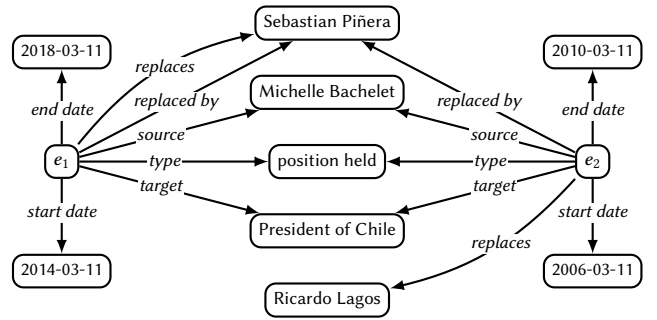 Sebastian Piñera
2018-03-11
2010-03-11
replaces
Michelle Bachelet
end date
replaced by
replaced by
end date
source
source
e1
type
position held
type
e2
target
target
start date
President of Chile
start date
replaces
2014-03-11
2006-03-11
Ricardo Lagos